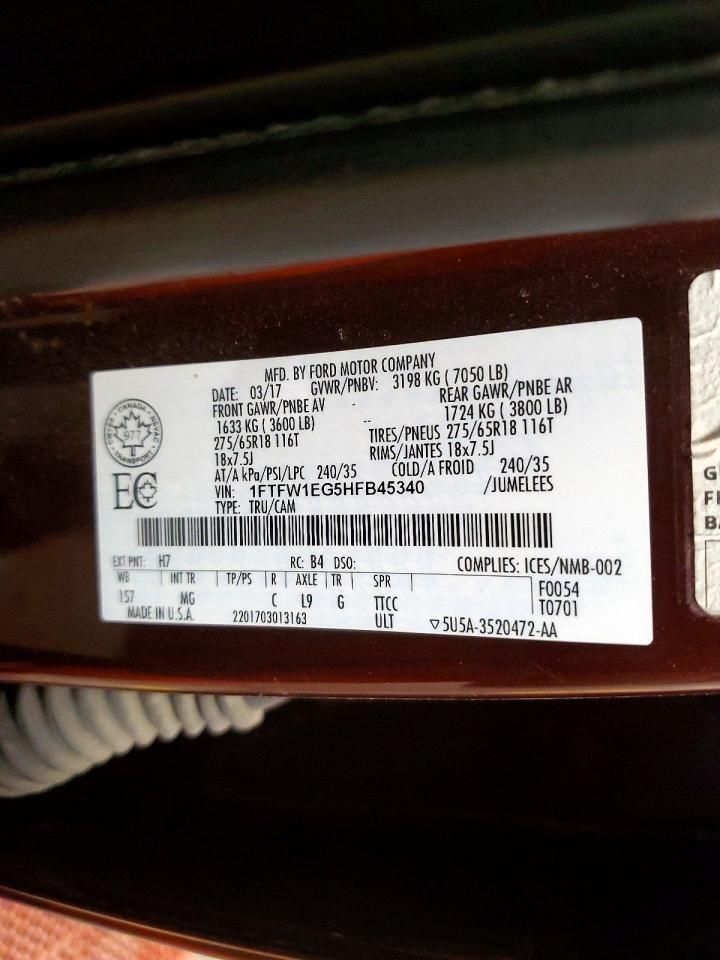 MFD. BY FORD MOTOR COMPANY
DATE: 03/17 GVWR/PNBV: 3198 KG ( 7050 LB)
FRONT GAWR/PNBE AV - REAR GAWR/PNBE AR
1633 KG ( 3600 LB) -- 1724 KG ( 3800 LB)
275/65R18 116T TIRES/PNEUS 275/65R18 116T
18x7.5J RIMS/JANTES 18x7.5J
AT/A kPa/PSI/LPC 240/35 COLD/A FROID 240/35
VIN: 1FTFW1EG5HFB45340 /JUMELEES
TYPE: TRU/CAM
CANADA
977
TRANSPORT
EC
EXT PNT: H7 RC: B4 DSO: COMPLIES: ICES/NMB-002
WB INT TR TP/PS R AXLE TR SPR F0054
157 MG C L9 G TTCC T0701
MADE IN U.S.A. 2201703013163 ULT ▽5U5A-3520472-AA